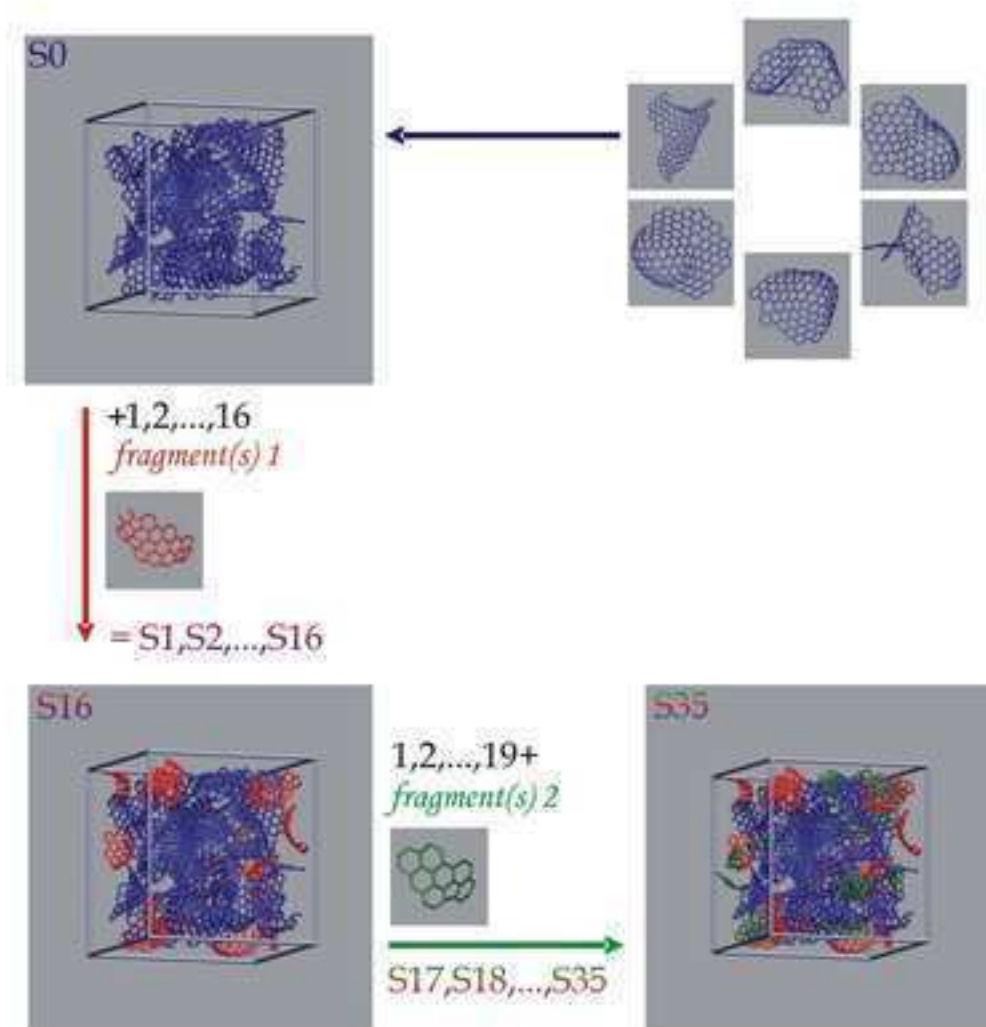 S0
+1,2,...,16
fragment(s) 1
= S1,S2,...,S16
S16
1,2,...,19+
fragment(s) 2
S17,S18,...,S35
S35